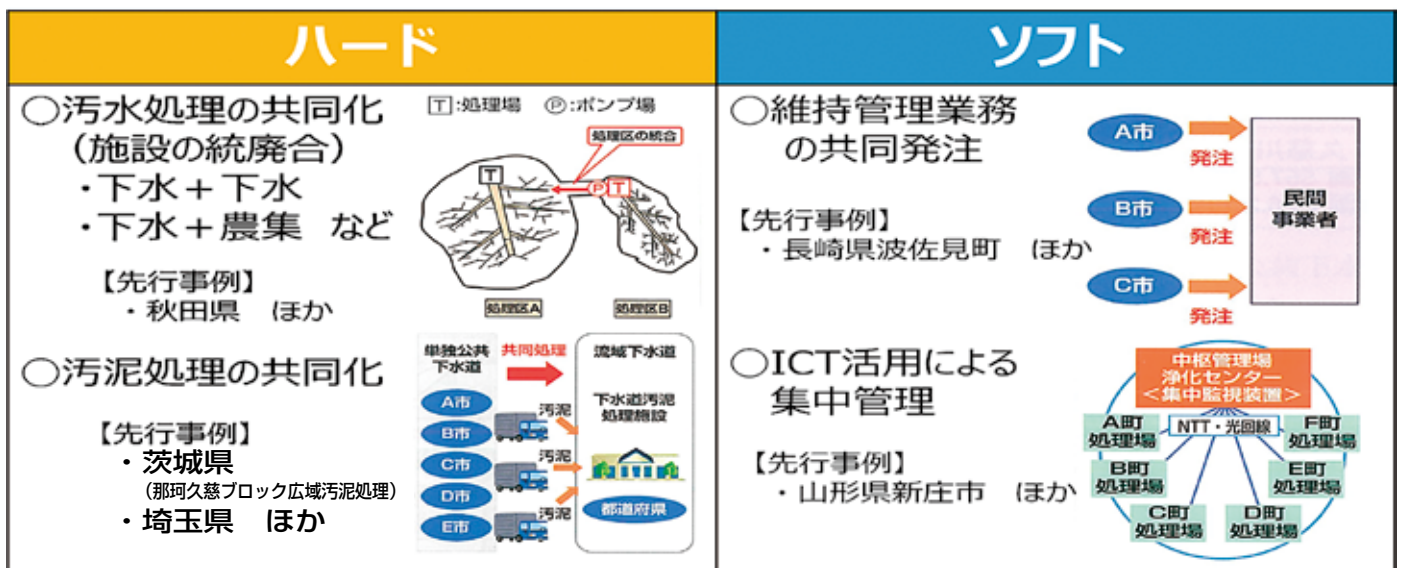 ハード
○汚水処理の共同化
（施設の統廃合）
・下水＋下水
・下水＋農集　など
【先行事例】
・秋田県　ほか
T:処理場　P:ポンプ場
処理区の統合
T
P
T
処理区A
処理区B
○汚泥処理の共同化
【先行事例】
・茨城県
（那珂久慈ブロック広域汚泥処理）
・埼玉県　ほか
単独公共
下水道
共同処理
流域下水道
A市
B市
C市
D市
E市
汚泥
汚泥
汚泥
下水道汚泥
処理施設
都道府県
ソフト
○維持管理業務
の共同発注
【先行事例】
・長崎県波佐見町　ほか
A市
発注
B市
発注
C市
発注
民間
事業者
○ICT活用による
集中管理
【先行事例】
・山形県新庄市　ほか
中枢管理場
浄化センター
＜集中監視装置＞
NTT・光回線
A町
処理場
B町
処理場
C町
処理場
D町
処理場
E町
処理場
F町
処理場